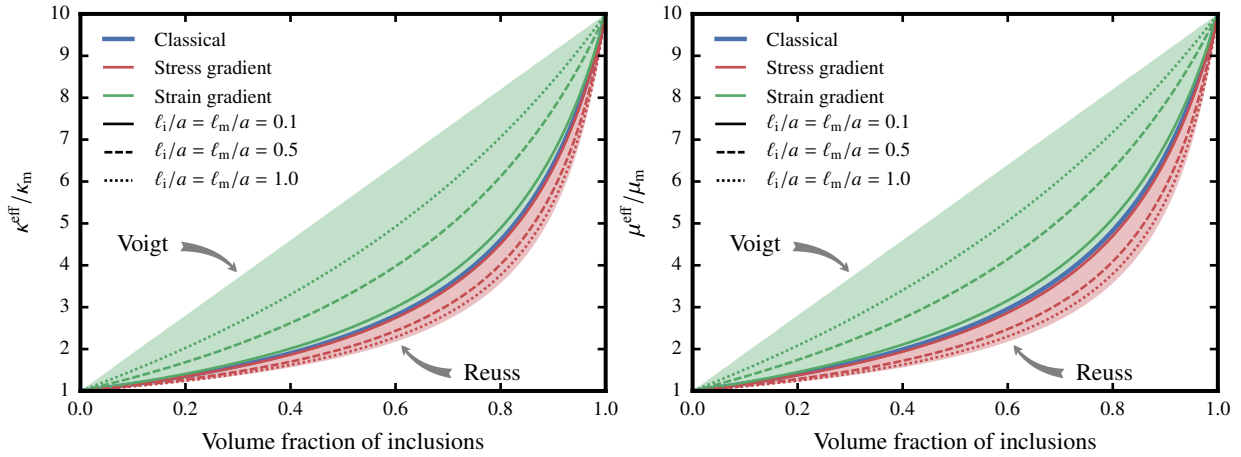 10
9
8
7
6
5
4
3
2
1
κ^eff/κ_m
Classical
Stress gradient
Strain gradient
ℓ_i/a = ℓ_m/a = 0.1
ℓ_i/a = ℓ_m/a = 0.5
ℓ_i/a = ℓ_m/a = 1.0
Voigt
Reuss
0.0 0.2 0.4 0.6 0.8 1.0
Volume fraction of inclusions
10
9
8
7
6
5
4
3
2
1
μ^eff/μ_m
Classical
Stress gradient
Strain gradient
ℓ_i/a = ℓ_m/a = 0.1
ℓ_i/a = ℓ_m/a = 0.5
ℓ_i/a = ℓ_m/a = 1.0
Voigt
Reuss
0.0 0.2 0.4 0.6 0.8 1.0
Volume fraction of inclusions